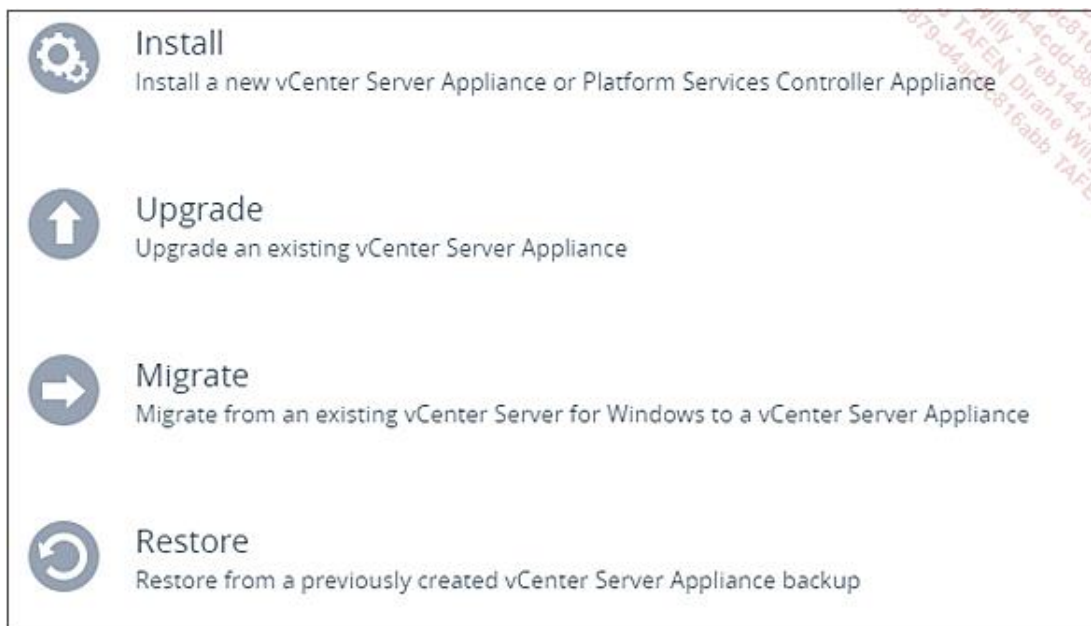 Install
Install a new vCenter Server Appliance or Platform Services Controller Appliance
Upgrade
Upgrade an existing vCenter Server Appliance
Migrate
Migrate from an existing vCenter Server for Windows to a vCenter Server Appliance
Restore
Restore from a previously created vCenter Server Appliance backup